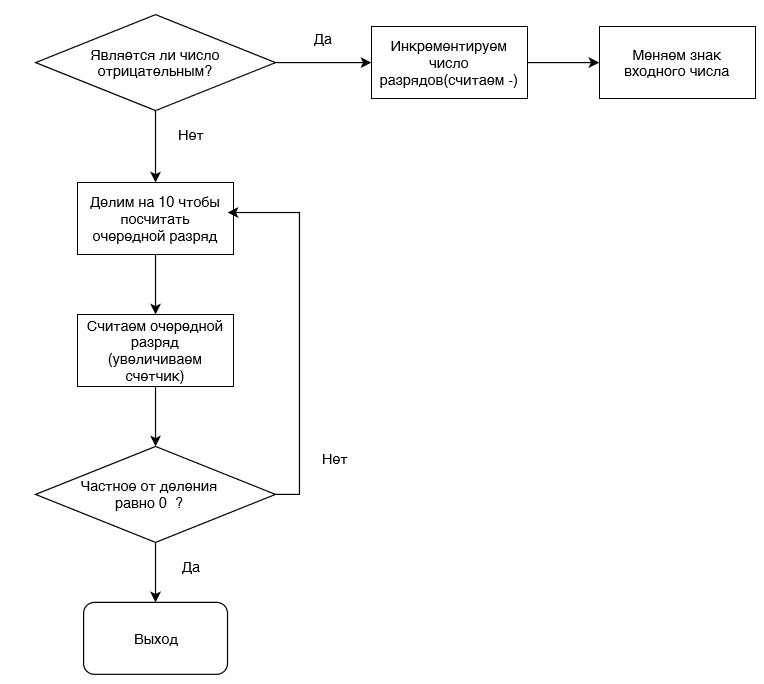 Является ли число
отрицательным?
Да
Инкрементируем
число
разрядов(считаем -)
Меняем знак
входного числа
Нет
Делим на 10 чтобы
посчитать
очередной разряд
Считаем очередной
разряд
(увеличиваем
счетчик)
Частное от деления
равно 0 ?
Нет
Да
Выход